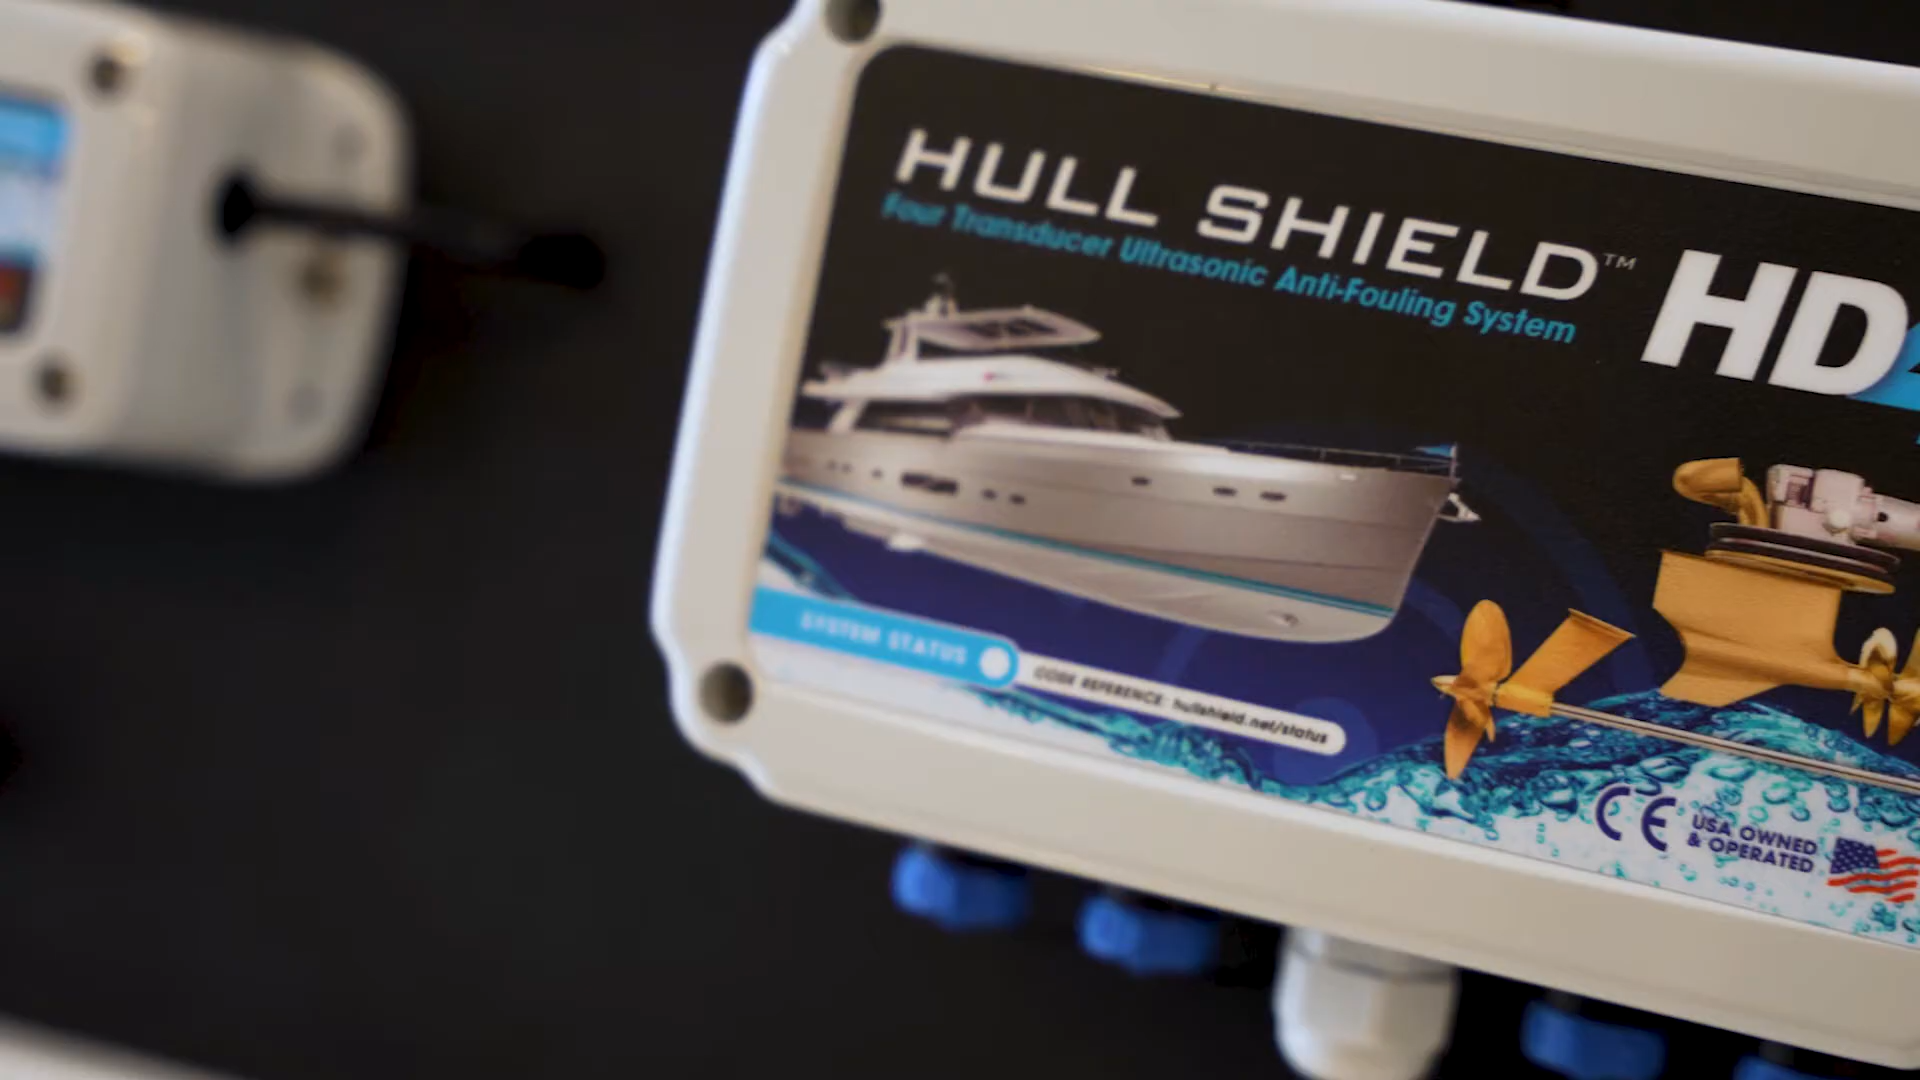 HULL SHIELD™ HD
Four Transducer Ultrasonic Anti-Fouling System
SYSTEM STATUS
CODE REFERENCE: hullshield.net/status
CE
USA OWNED
& OPERATED